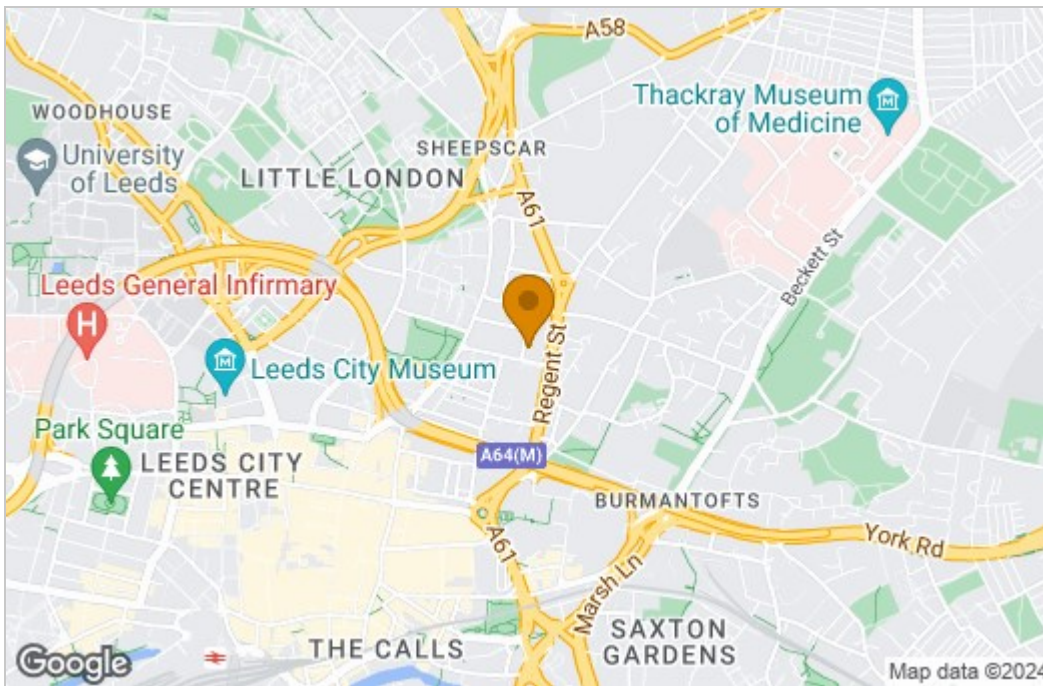 A58
WOODHOUSE
Thackray Museum
of Medicine
University
of Leeds
SHEEPSCAR
LITTLE LONDON
A61
Beckett St
Leeds General Infirmary
H
M
M
Leeds City Museum
Regent St
Park Square
LEEDS CITY
CENTRE
A64(M)
BURMANTOFTS
A61
York Rd
Marsh Ln
THE CALLS
SAXTON
GARDENS
Google
Map data ©2024